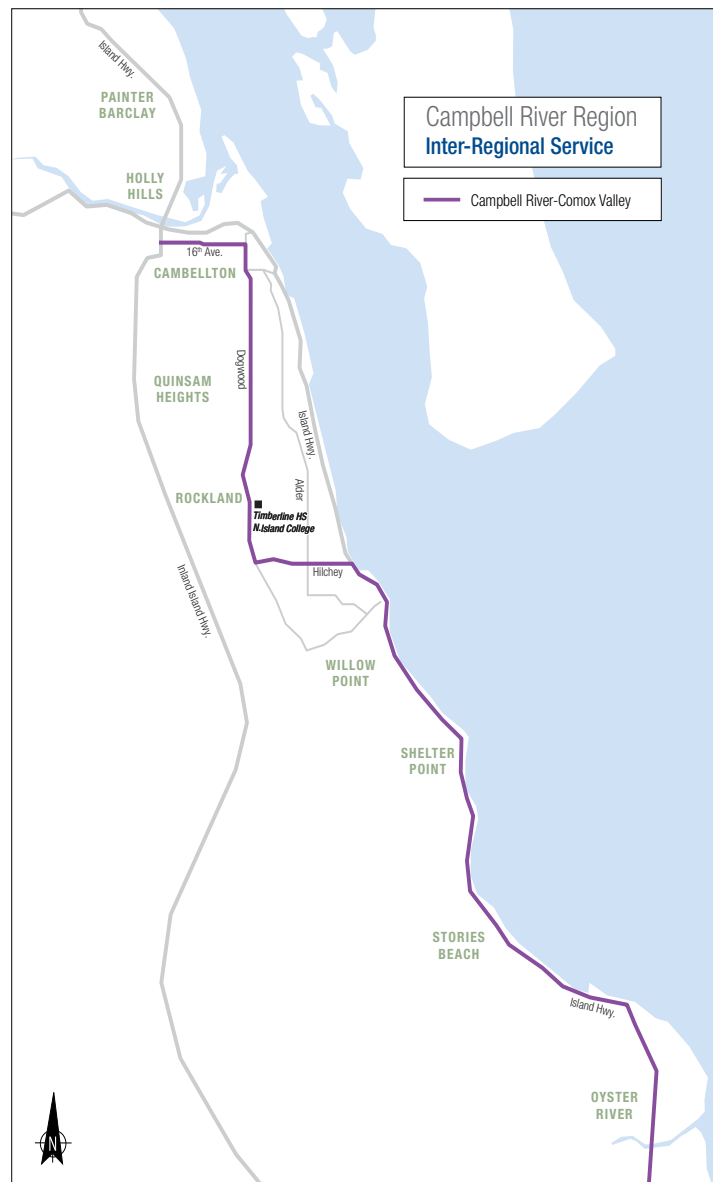 Island Hwy.
PAINTER
BARCLAY
Campbell River Region
Inter-Regional Service
HOLLY
HILLS
Campbell River-Comox Valley
16th Ave.
CAMBELLTON
Dogwood
QUINSAM
HEIGHTS
Island Hwy.
Alder
ROCKLAND
Timberline HS
N.Island College
Inland Island Hwy.
Hilchey
WILLOW
POINT
SHELTER
POINT
STORIES
BEACH
Island Hwy.
OYSTER
RIVER
N